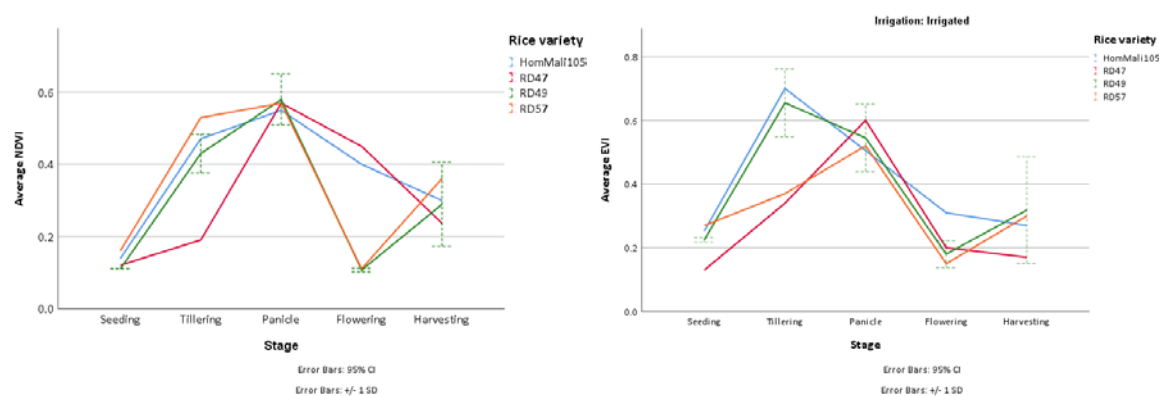 Rice variety
HomMali105
RD47
RD49
RD57
Average NDVI
0.6
0.4
0.2
0.0
Seeding Tillering Panicle Flowering Harvesting
Stage
Error Bars: 95% CI
Error Bars: +/- 1 SD
Irrigation: Irrigated
Rice variety
HomMali105
RD47
RD49
RD57
Average EVI
0.8
0.6
0.4
0.2
0.0
Seeding Tillering Panicle Flowering Harvesting
Stage
Error Bars: 95% CI
Error Bars: +/- 1 SD